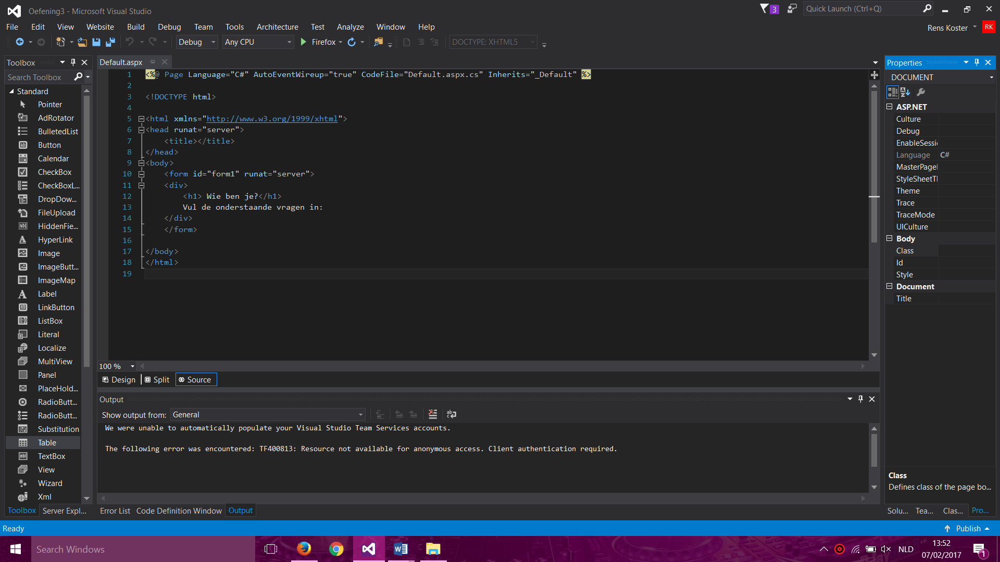 Oefening3 - Microsoft Visual Studio
3
Quick Launch (Ctrl+Q)
File Edit View Website Build Debug Team Tools Architecture Test Analyze Window Help
Rens Koster RK
Debug Any CPU Firefox DOCTYPE: XHTML5
Toolbox
Search Toolbox
Standard
Pointer
AdRotator
BulletedList
Button
Calendar
CheckBox
CheckBoxL...
DropDow...
FileUpload
HiddenFie...
HyperLink
Image
ImageButt...
ImageMap
Label
LinkButton
ListBox
Literal
Localize
MultiView
Panel
PlaceHold...
RadioButt...
RadioButt...
Substitution
Table
TextBox
View
Wizard
Xml
Toolbox Server Expl...
Default.aspx
1 <%@ Page Language="C#" AutoEventWireup="true" CodeFile="Default.aspx.cs" Inherits="_Default" %>
2
3 <!DOCTYPE html>
4
5 <html xmlns="http://www.w3.org/1999/xhtml">
6 <head runat="server">
7 <title></title>
8 </head>
9 <body>
10 <form id="form1" runat="server">
11 <div>
12 <h1> Wie ben je?</h1>
13 Vul de onderstaande vragen in:
14 </div>
15 </form>
16
17 </body>
18 </html>
19
100 %
Design Split Source
Output
Show output from: General
We were unable to automatically populate your Visual Studio Team Services accounts.
The following error was encountered: TF400813: Resource not available for anonymous access. Client authentication required.
Error List Code Definition Window Output
Properties
DOCUMENT
ASP.NET
Culture
Debug
EnableSessi
Language C#
MasterPage
StyleSheetT
Theme
Trace
TraceMode
UICulture
Body
Class
Id
Style
Document
Title
Class
Defines class of the page bo...
Solu... Tea... Clas... Pro...
Ready
Publish
Search Windows
NLD
13:52
07/02/2017
1